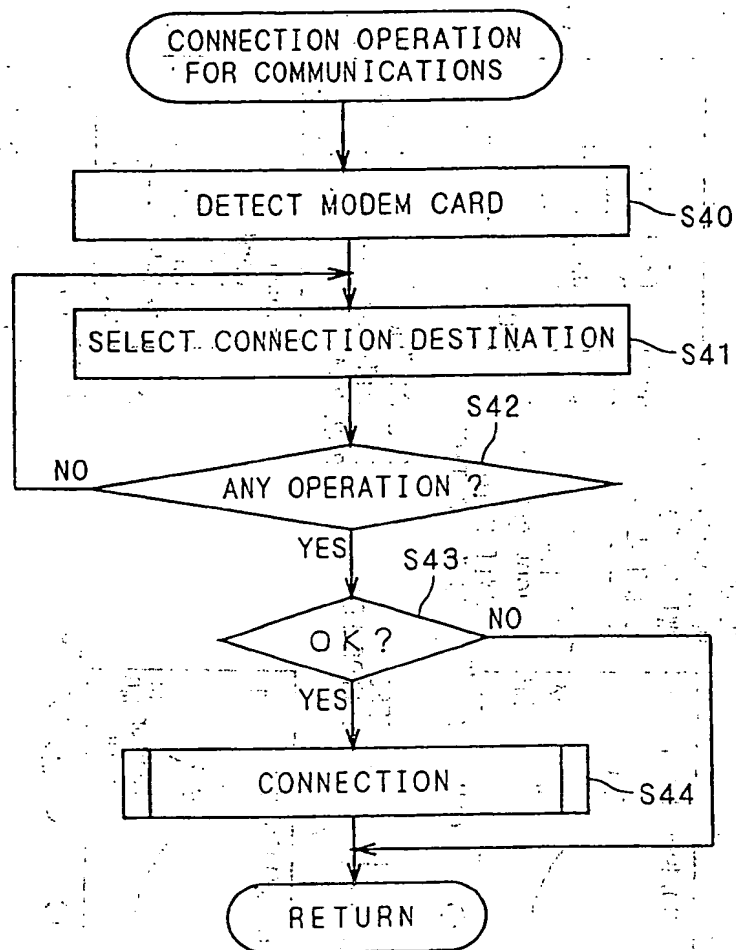 CONNECTION OPERATION
FOR COMMUNICATIONS
DETECT MODEM CARD
S40
SELECT CONNECTION DESTINATION
S41
S42
NO
ANY OPERATION?
YES
S43
OK?
NO
YES
CONNECTION
S44
RETURN